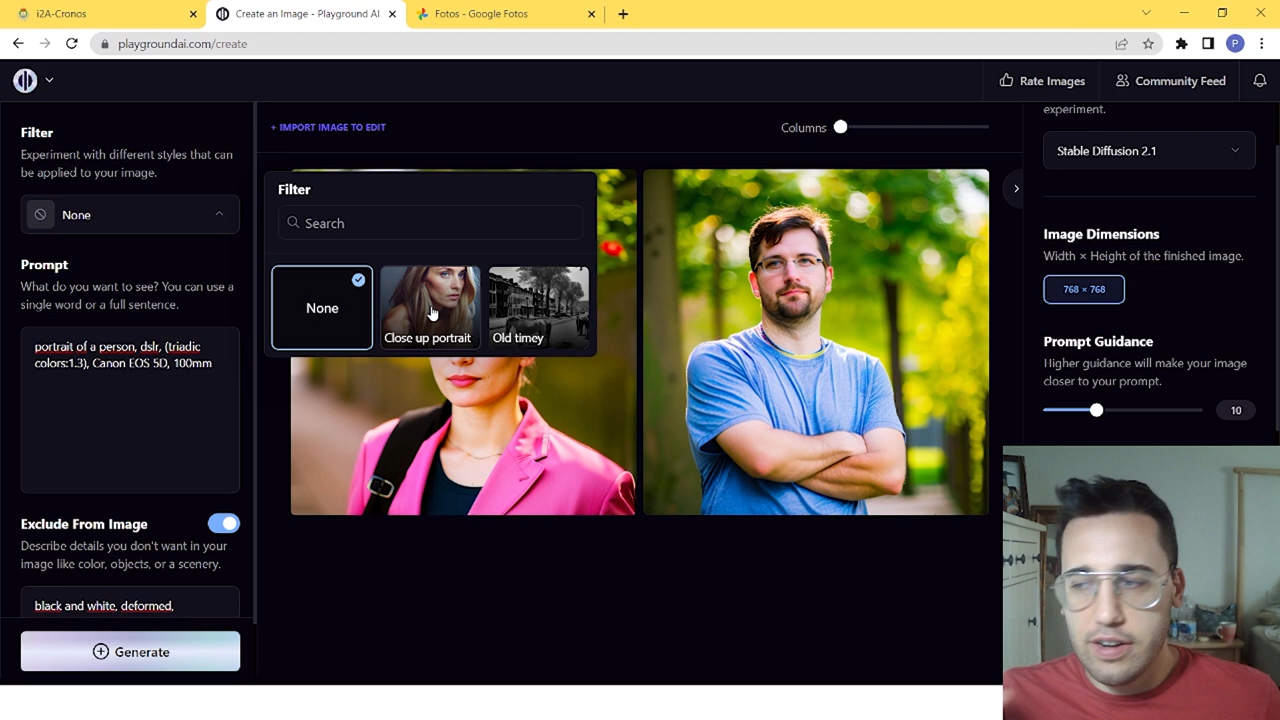 i2A-Cronos
Create an Image - Playground AI
Fotos - Google Fotos
playgroundai.com/create
P
Rate Images
Community Feed
Filter
Experiment with different styles that can
be applied to your image.
None
Prompt
What do you want to see? You can use a
single word or a full sentence.
portrait of a person, dslr, (triadic
colors:1.3), Canon EOS 5D, 100mm
Exclude From Image
Describe details you don't want in your
image like color, objects, or a scenery.
black and white, deformed,
Generate
+ IMPORT IMAGE TO EDIT
Columns
Filter
Search
None
Close up portrait
Old timey
experiment.
Stable Diffusion 2.1
Image Dimensions
Width × Height of the finished image.
768 × 768
Prompt Guidance
Higher guidance will make your image
closer to your prompt.
10